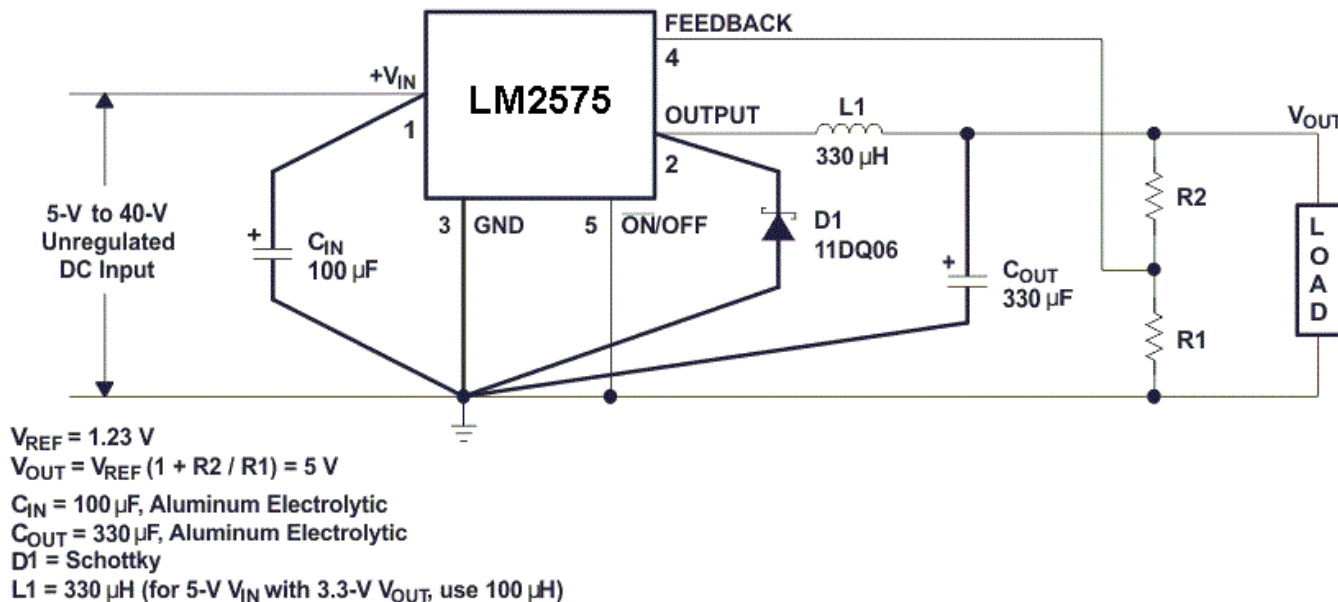 FEEDBACK
4
+VIN
1
LM2575
OUTPUT
2
L1
330 µH
VOUT
R2
5-V to 40-V
Unregulated
DC Input
+
CIN
100 µF
3
GND
5
ON/OFF
D1
11DQ06
+
COUT
330 µF
R1
LOAD
VREF = 1.23 V
VOUT = VREF (1 + R2 / R1) = 5 V
CIN = 100 µF, Aluminum Electrolytic
COUT = 330 µF, Aluminum Electrolytic
D1 = Schottky
L1 = 330 µH (for 5-V VIN with 3.3-V VOUT, use 100 µH)